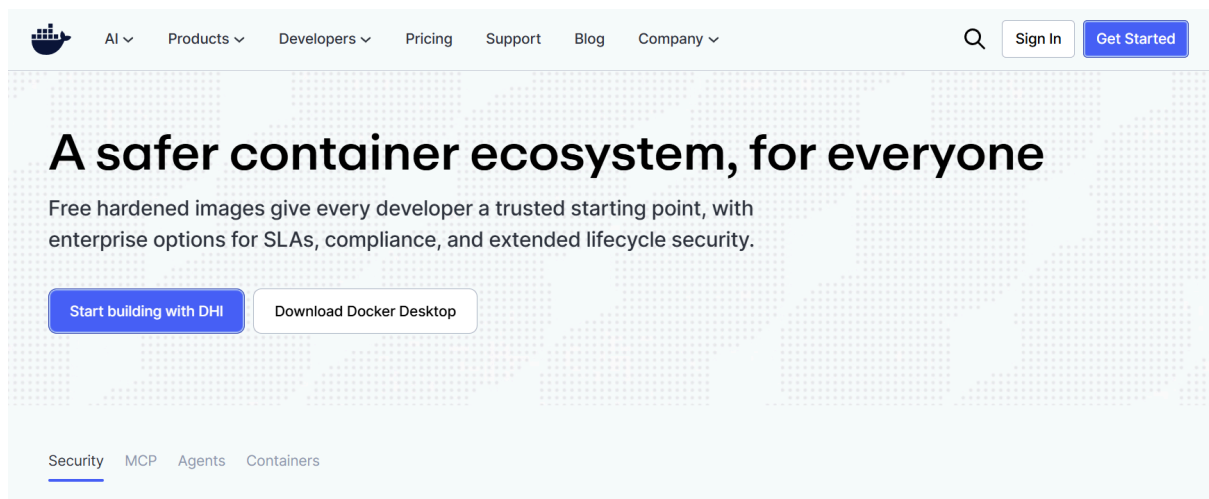 AI Products Developers Pricing Support Blog Company Sign In Get Started
A safer container ecosystem, for everyone
Free hardened images give every developer a trusted starting point, with
enterprise options for SLAs, compliance, and extended lifecycle security.
Start building with DHI Download Docker Desktop
Security MCP Agents Containers